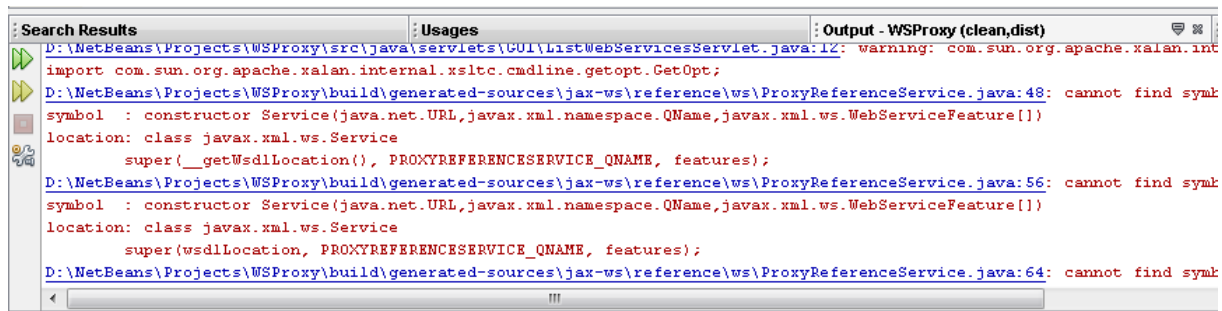 Search Results Usages Output - WSProxy (clean,dist)
D:\NetBeans\Projects\WSProxy\src\java\servlets\GUI\ListWebServicesServlet.java:12: warning: com.sun.org.apache.xalan.int
import com.sun.org.apache.xalan.internal.xsltc.cmdline.getopt.GetOpt;
D:\NetBeans\Projects\WSProxy\build\generated-sources\jax-ws\reference\ws\ProxyReferenceService.java:48: cannot find symb
symbol : constructor Service(java.net.URL,javax.xml.namespace.QName,javax.xml.ws.WebServiceFeature[])
location: class javax.xml.ws.Service
super(__getWsdlLocation(), PROXYREFERENCESERVICE_QNAME, features);
D:\NetBeans\Projects\WSProxy\build\generated-sources\jax-ws\reference\ws\ProxyReferenceService.java:56: cannot find symb
symbol : constructor Service(java.net.URL,javax.xml.namespace.QName,javax.xml.ws.WebServiceFeature[])
location: class javax.xml.ws.Service
super(wsdlLocation, PROXYREFERENCESERVICE_QNAME, features);
D:\NetBeans\Projects\WSProxy\build\generated-sources\jax-ws\reference\ws\ProxyReferenceService.java:64: cannot find symb